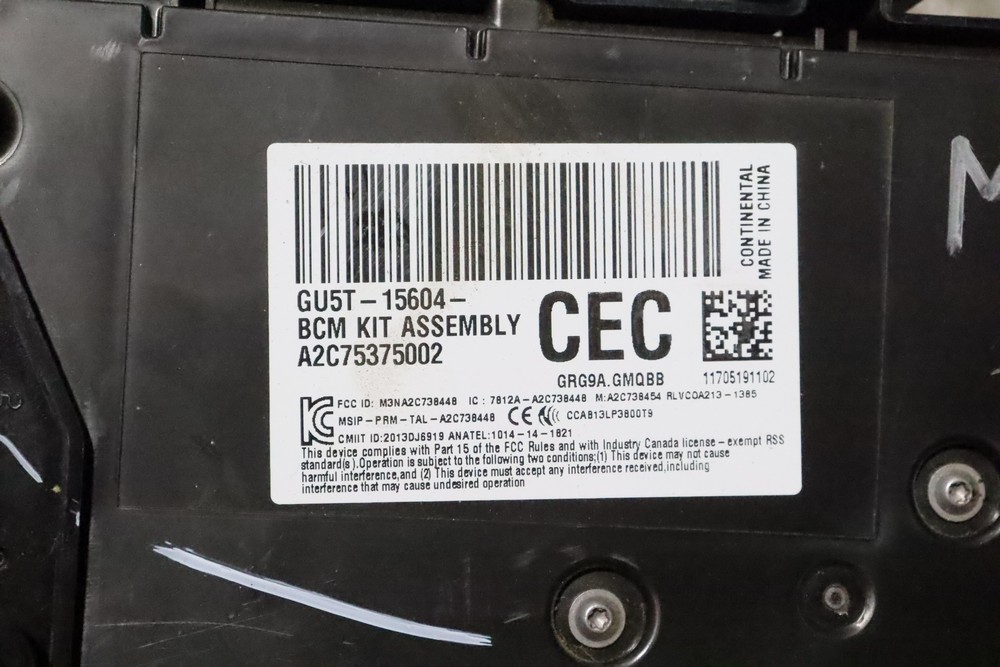 CONTINENTAL
MADE IN CHINA
GU5T-15604-
BCM KIT ASSEMBLY
A2C75375002
CEC
GRG9A.GMQBB
11705191102
FCC ID: M3NA2C738448 IC: 7812A-A2C738448 M:A2C738454 RLVCOA213-1385
MSIP-PRM-TAL-A2C738448 CE CCAB13LP3800T9
CMIIT ID:2013DJ6919 ANATEL:1014-14-1821
This device complies with Part 15 of the FCC Rules and with Industry Canada license-exempt RSS
standard(s).Operation is subject to the following two conditions;(1) This device may not cause
harmful interference,and (2) This device must accept any interference received,including
interference that may cause undesired operation
M